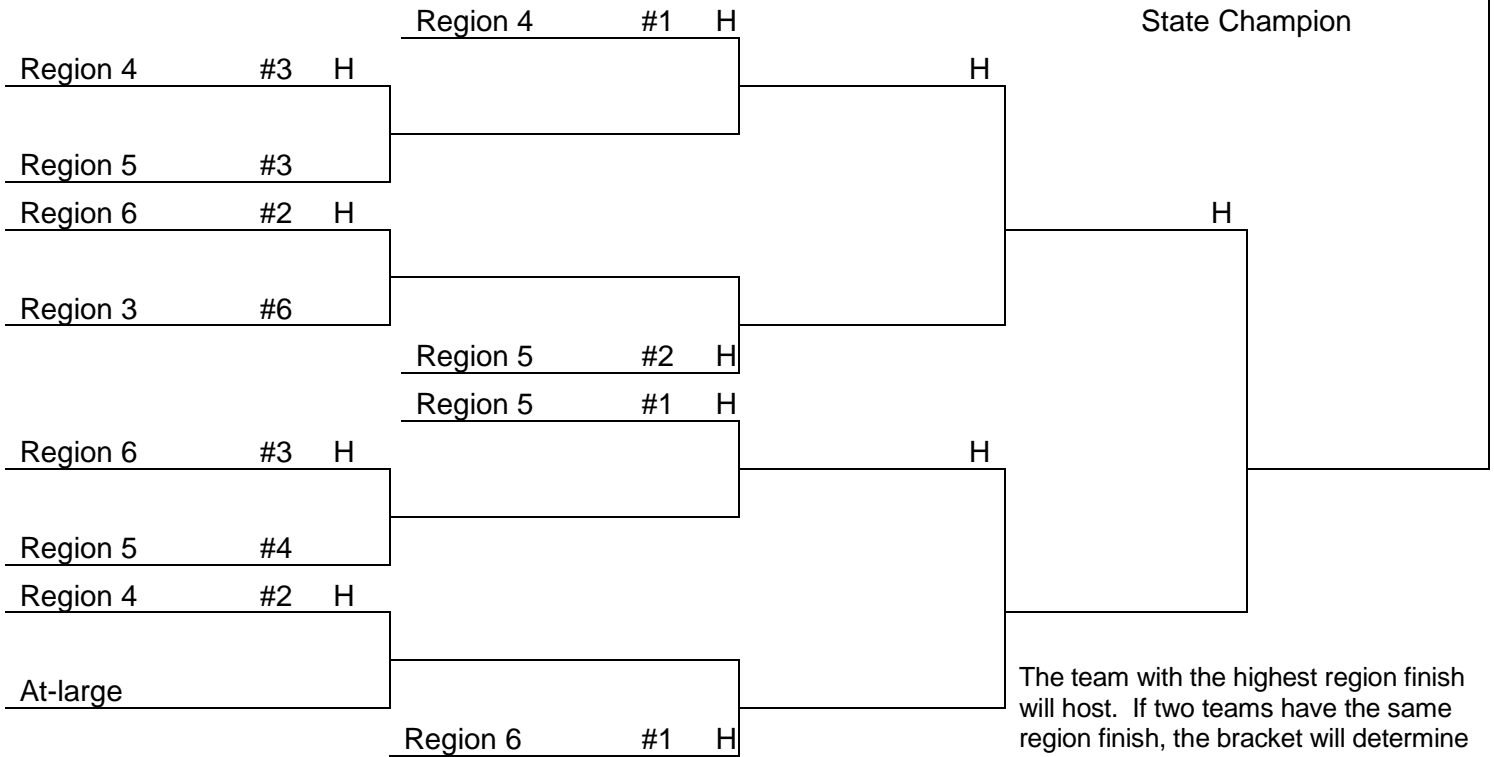 Region 4 #1 H
State Champion
Region 4 #3 H
H
Region 5 #3
Region 6 #2 H
H
Region 3 #6
Region 5 #2 H
Region 5 #1 H
Region 6 #3 H
H
Region 5 #4
Region 4 #2 H
At-large
Region 6 #1 H
The team with the highest region finish
will host. If two teams have the same
region finish, the bracket will determine